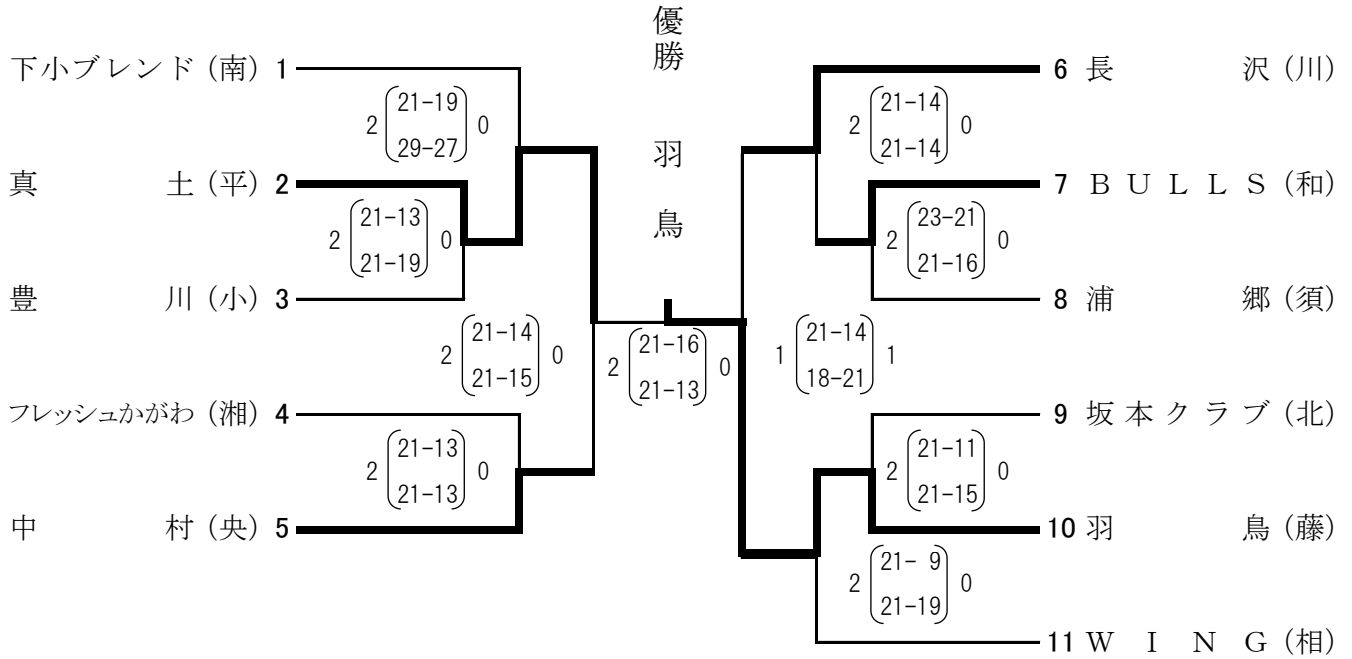 優勝 羽鳥
下小ブレンド (南) 1
2 21-19 0
29-27
真 土 (平) 2
2 21-13 0
21-19
豊 川 (小) 3
2 21-14 0
21-15
フレッシュかがわ (湘) 4
2 21-13 0
21-13
中 村 (央) 5
2 21-16 0
21-13
6 長 沢 (川)
2 21-14 0
21-14
7 BULLS (和)
2 23-21 0
21-16
8 浦 郷 (須)
1 21-14 1
18-21
9 坂本クラブ (北)
2 21-11 0
21-15
10 羽 鳥 (藤)
2 21- 9 0
21-19
11 WING (相)